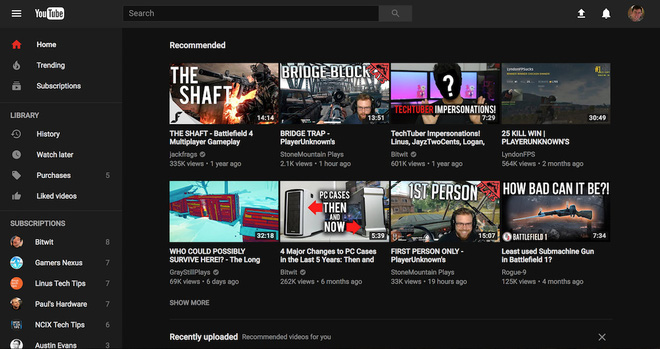 YouTube
Search
Home
Trending
Subscriptions
LIBRARY
History
Watch later
Purchases 5
Liked videos
SUBSCRIPTIONS
Bitwit 8
Gamers Nexus 7
Linus Tech Tips 7
Paul's Hardware 7
NCIX Tech Tips 6
Austin Evans 3
Recommended
THE
SHAFT
14:14
THE SHAFT - Battlefield 4
Multiplayer Gameplay
jackfrags
335K views • 1 year ago
BRIDGE BLOCK
13:51
BRIDGE TRAP -
PlayerUnknown's
StoneMountain Plays
2.1K views • 1 hour ago
?
TECHTUBER
IMPERSONATIONS!
7:29
TechTuber Impersonations!
Linus, JayzTwoCents, Logan,
Bitwit
601K views • 1 year ago
LyndonFPS
30:49
25 KILL WIN |
PLAYERUNKNOWN'S
LyndonFPS
564K views • 2 months ago
32:18
WHO COULD POSSIBLY
SURVIVE HERE!? - The Long
GrayStillPlays
69K views • 6 days ago
PC CASES
THEN
AND
NOW
5:39
4 Major Changes to PC Cases
in the Last 5 Years: Then and
Bitwit
262K views • 6 months ago
1ST PERSON
15:07
FIRST PERSON ONLY -
PlayerUnknown's
StoneMountain Plays
33K views • 19 hours ago
HOW BAD CAN IT BE?!
BATTLEFIELD 1
7:34
Least used Submachine Gun
in Battlefield 1?
Rogue-9
125K views • 4 months ago
SHOW MORE
Recently uploaded Recommended videos for you